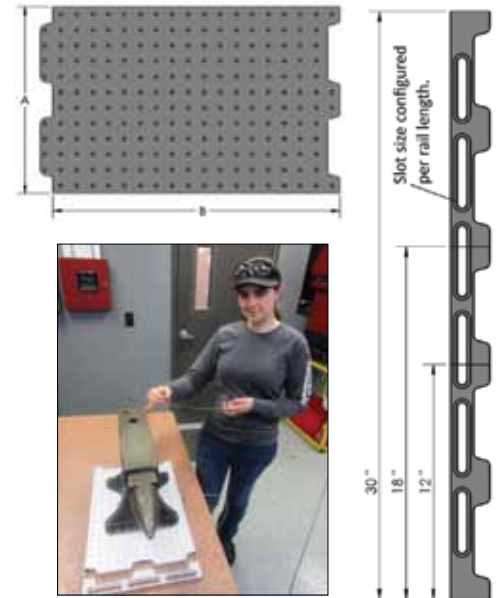 A
B
Slot size configured
per rail length.
30"
18"
12"